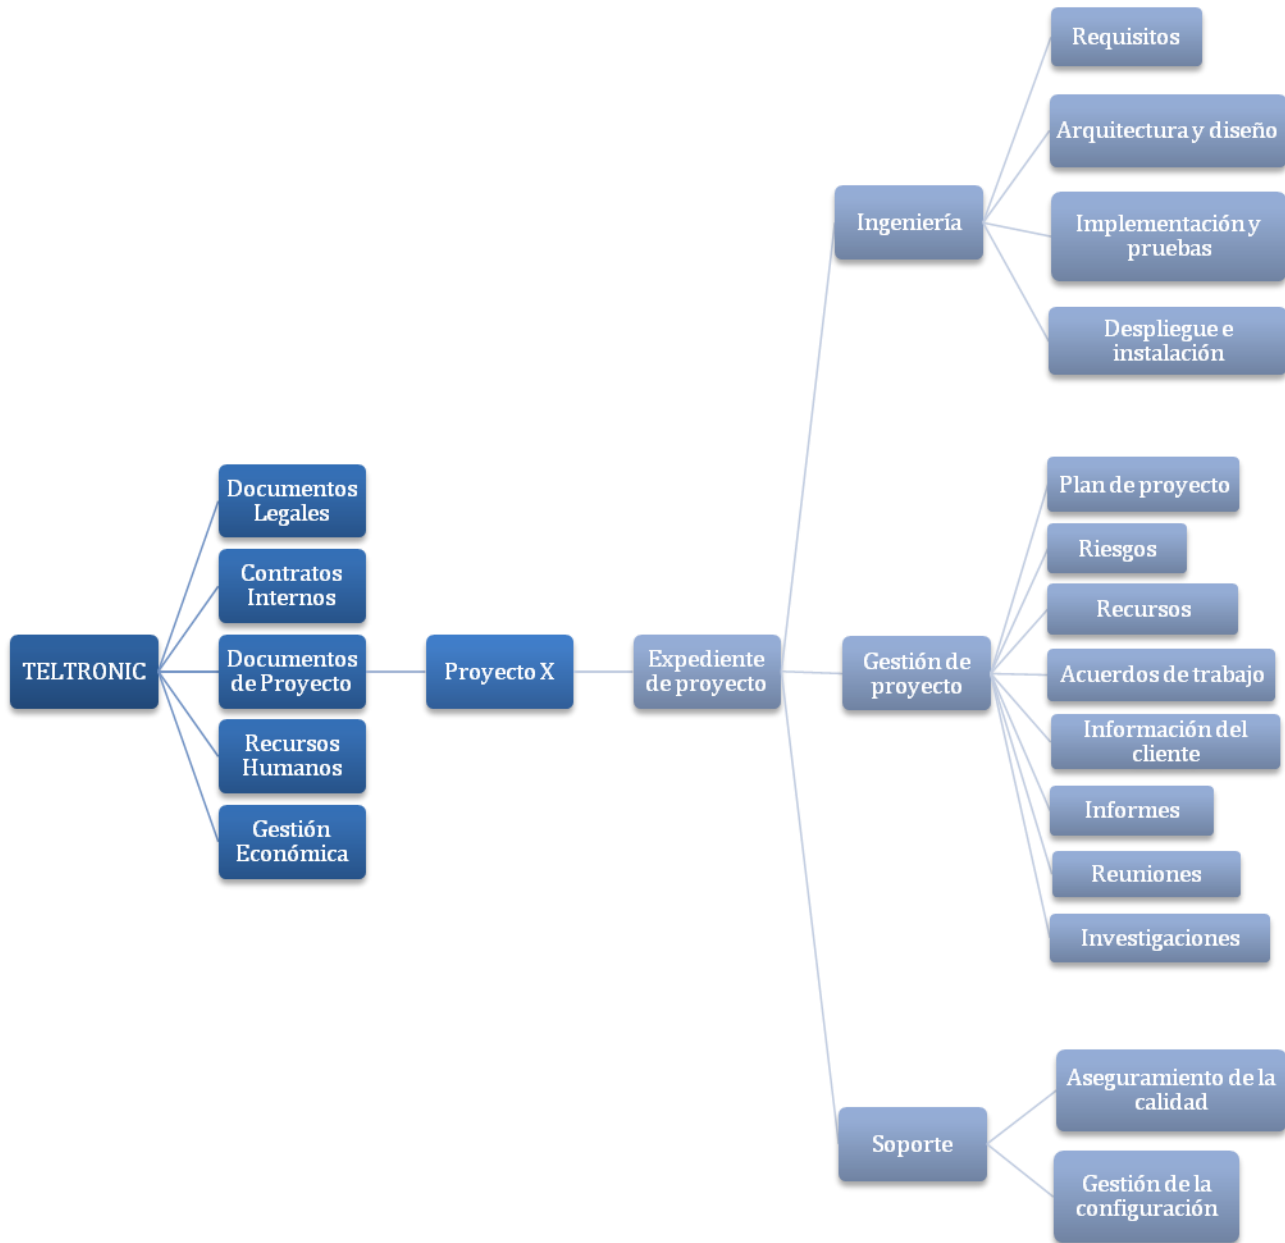 Requisitos
Arquitectura y diseño
Ingeniería
Implementación y
pruebas
Despliegue e
instalación
Documentos
Legales
Contratos
Internos
TELTRONIC
Documentos
de Proyecto
Recursos
Humanos
Gestión
Económica
Proyecto X
Expediente
de proyecto
Gestión de
proyecto
Plan de proyecto
Riesgos
Recursos
Acuerdos de trabajo
Información del
cliente
Informes
Reuniones
Investigaciones
Soporte
Aseguramiento de la
calidad
Gestión de la
configuración